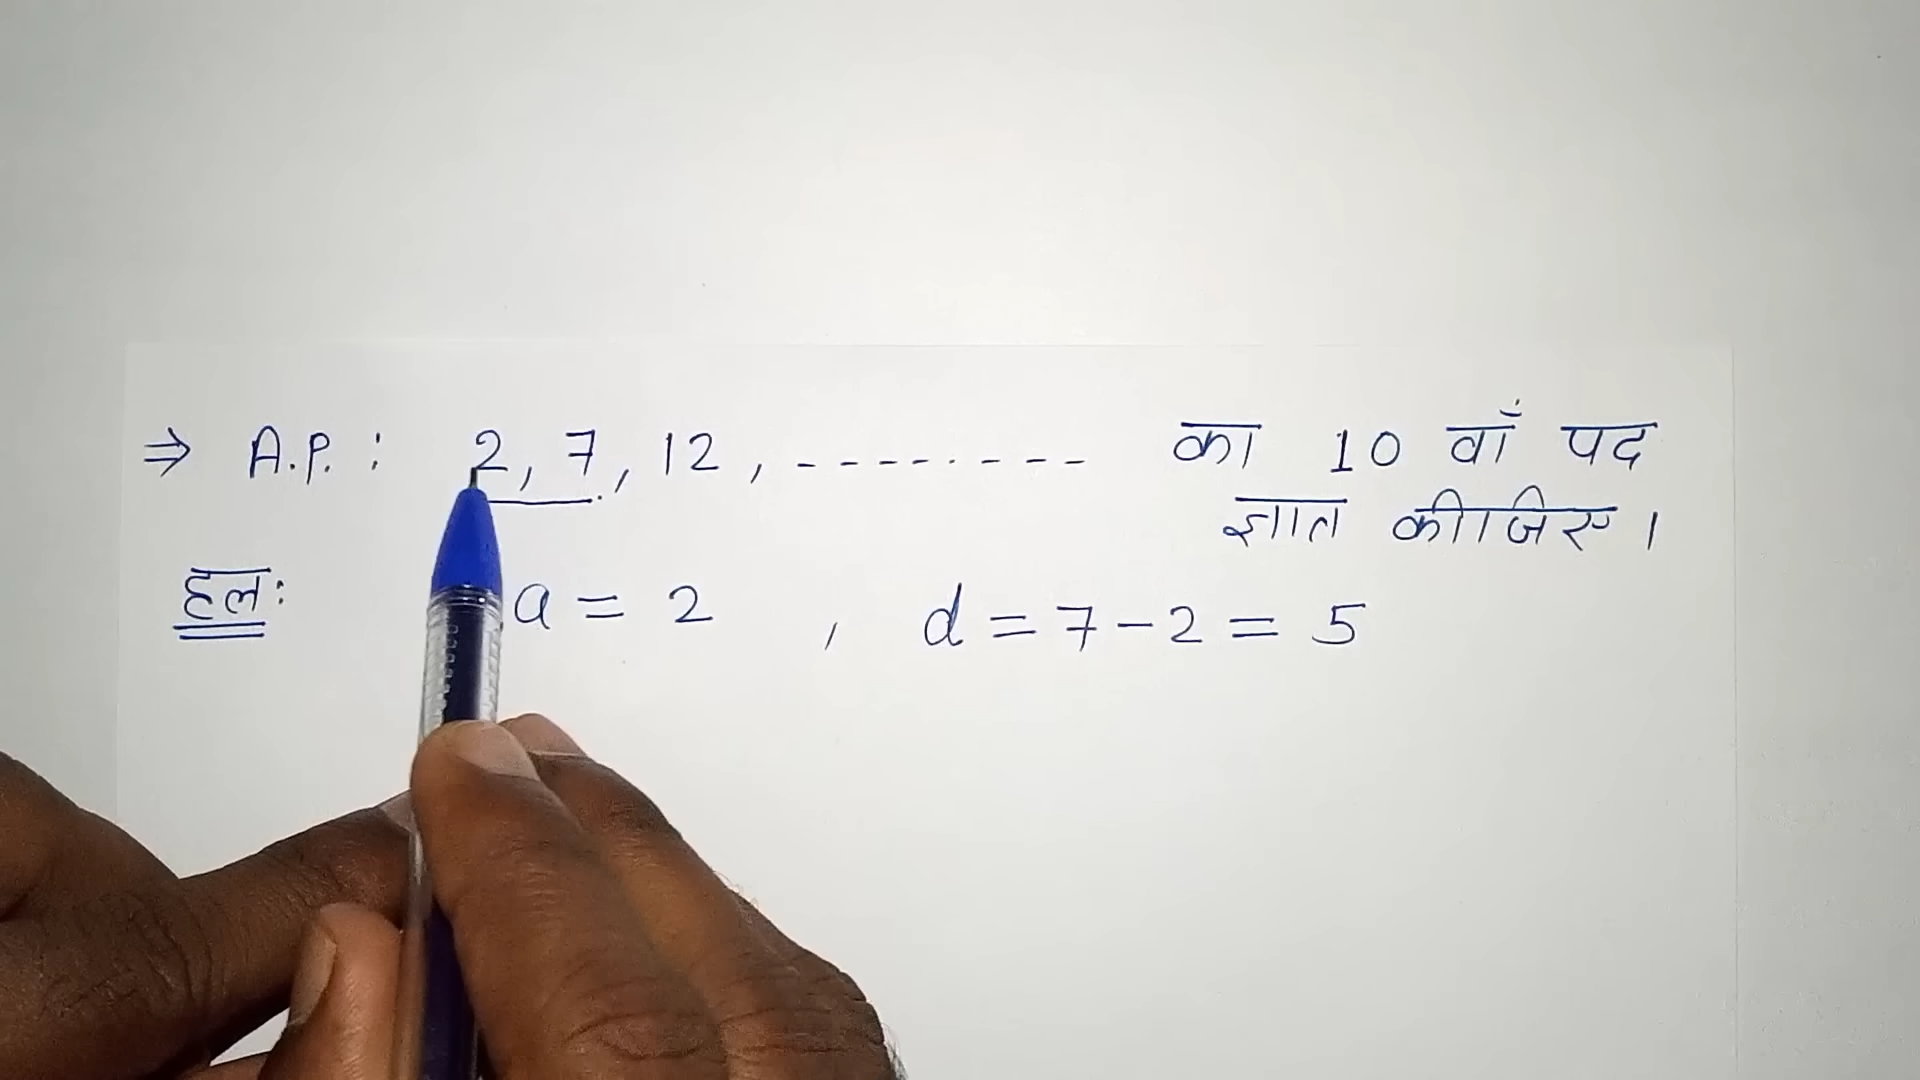 ⇒ A.P. : 2, 7, 12, --------- का 10 वाँ पद
ज्ञात कीजिए ।
हल: a = 2 , d = 7 - 2 = 5